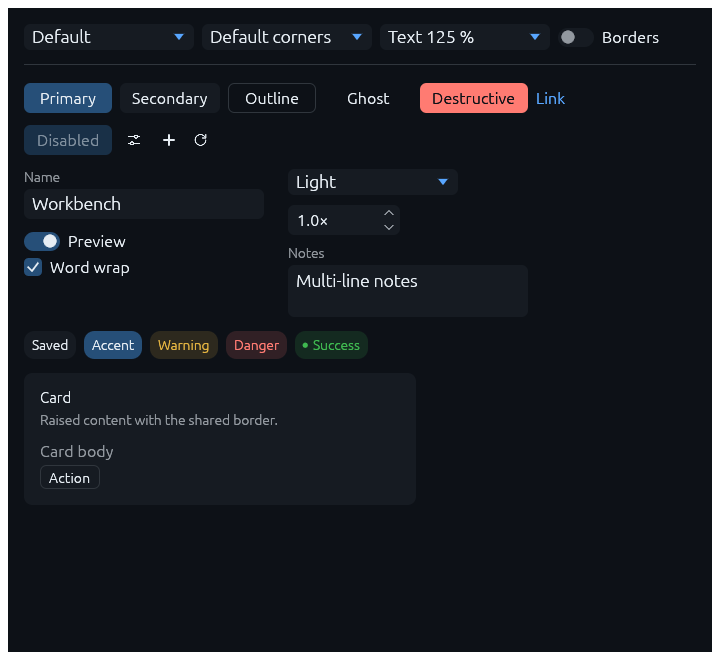 Default Default corners Text 125 % Borders
Primary Secondary Outline Ghost Destructive Link
Disabled
Name
Workbench
Preview
Word wrap
Light
1.0×
Notes
Multi-line notes
Saved Accent Warning Danger Success
Card
Raised content with the shared border.
Card body
Action